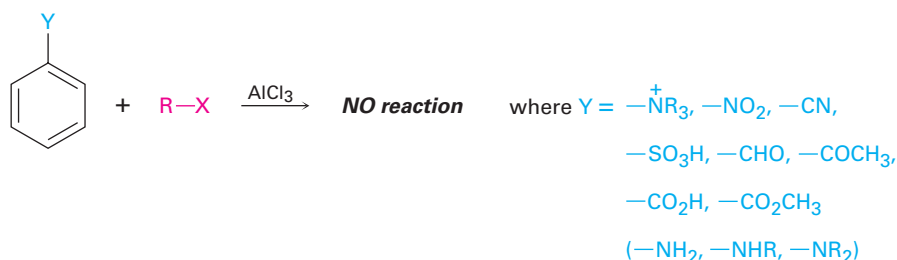 Y
+ R—X AlCl₃ NO reaction where Y = —N⁺R₃, —NO₂, —CN,
—SO₃H, —CHO, —COCH₃,
—CO₂H, —CO₂CH₃
(—NH₂, —NHR, —NR₂)